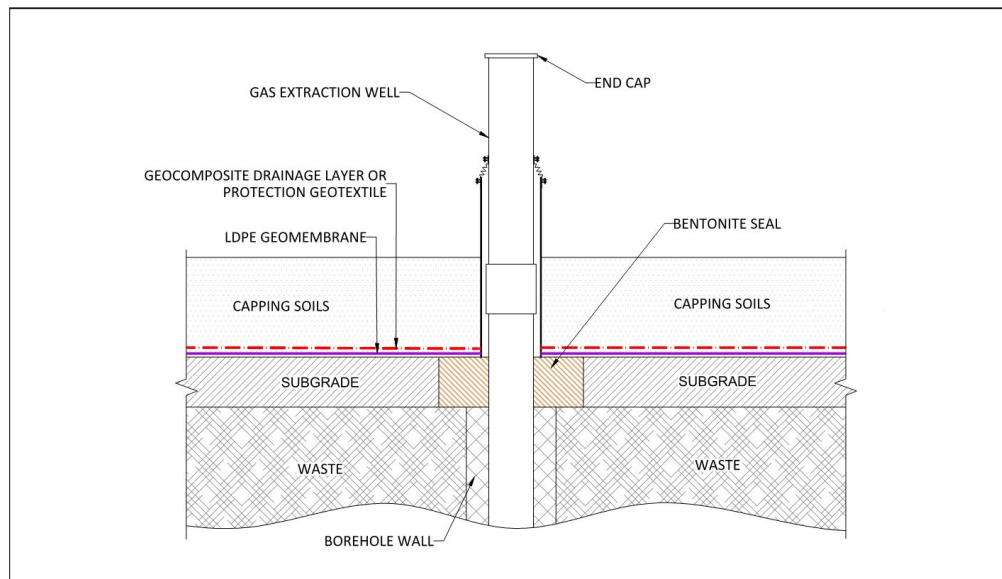 END CAP
GAS EXTRACTION WELL
GEOCOMPOSITE DRAINAGE LAYER OR
PROTECTION GEOTEXTILE
BENTONITE SEAL
LDPE GEOMEMBRANE
CAPPING SOILS
CAPPING SOILS
SUBGRADE
SUBGRADE
WASTE
WASTE
BOREHOLE WALL